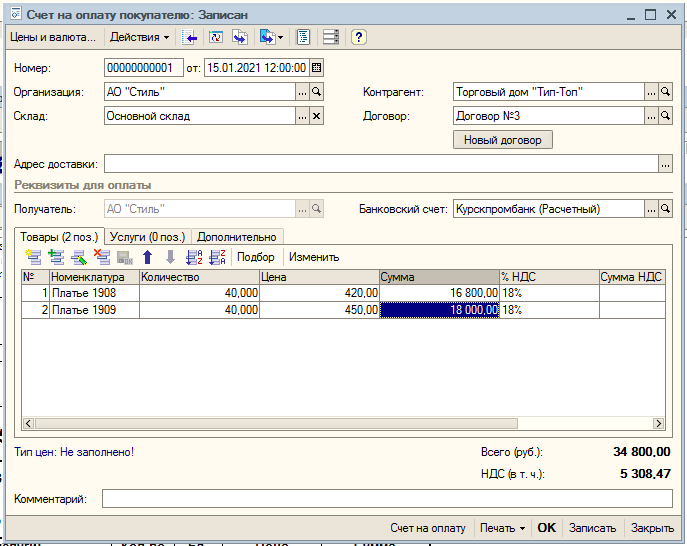 Счет на оплату покупателю: Записан
Цены и валюта... Действия
Номер: 00000000001 от: 15.01.2021 12:00:00
Организация: АО "Стиль" ... Контрагент: Торговый дом "Тип-Топ" ...
Склад: Основной склад ... Договор: Договор №3 ...
Новый договор
Адрес доставки: ...
Реквизиты для оплаты
Получатель: АО "Стиль" ... Банковский счет: Курскпромбанк (Расчетный) ...
Товары (2 поз.) Услуги (0 поз.) Дополнительно
Подбор Изменить
№ Номенклатура Количество Цена Сумма % НДС Сумма НДС
1 Платье 1908 40,000 420,00 16 800,00 18%
2 Платье 1909 40,000 450,00 18 000,00 18%
Тип цен: Не заполнено! Всего (руб.): 34 800,00
НДС (в т. ч.): 5 308,47
Комментарий:
Счет на оплату Печать OK Записать Закрыть